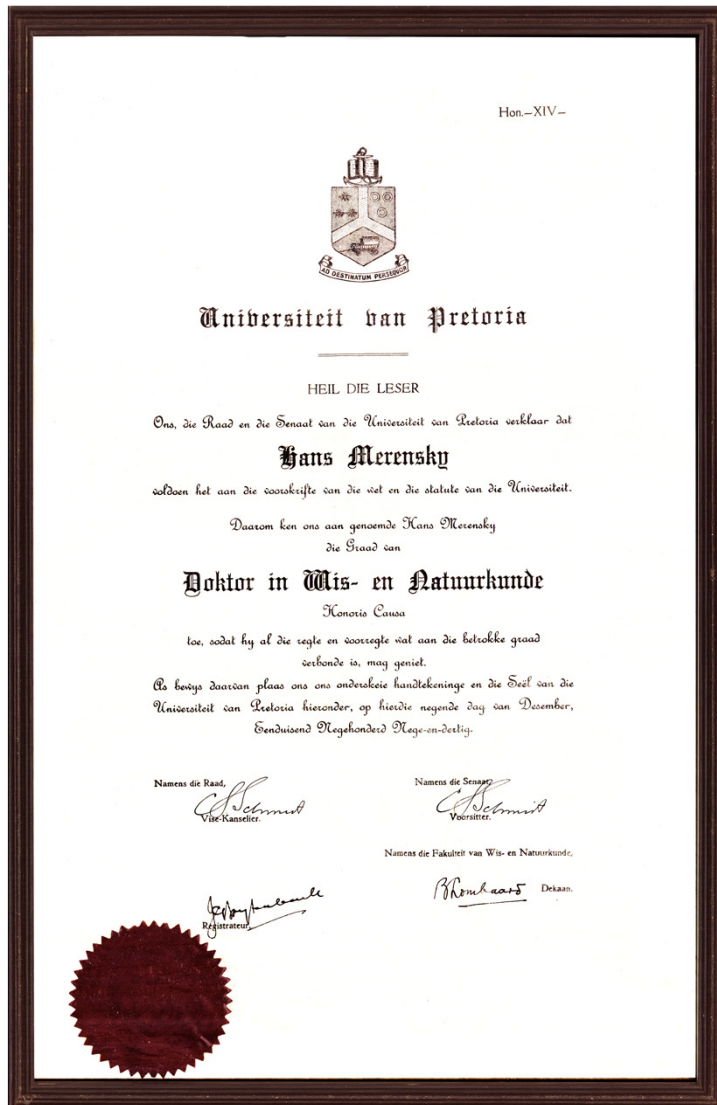 Hon.–XIV–
AD DESTINATUM PERSEQUOR
Universiteit van Pretoria
HEIL DIE LESER
Ons, die Raad en die Senaat van die Universiteit van Pretoria verklaar dat
Hans Merensky
voldoen het aan die voorskrifte van die wet en die statute van die Universiteit.
Daarom ken ons aan genoemde Hans Merensky
die Graad van
Doktor in Wis- en Natuurkunde
Honoris Causa
toe, sodat hy al die regte en voorregte wat aan die betrokke graad
verbonde is, mag geniet.
As bewys daarvan plaas ons ons onderskeie handtekeninge en die Seël van die
Universiteit van Pretoria hieronder, op hierdie negende dag van Desember,
Eenduisend Negehonderd Nege-en-dertig.
Namens die Raad,
Schmidt
Vise-Kanselier.
Namens die Senaat,
Schmidt
Voorsitter.
Namens die Fakulteit van Wis- en Natuurkunde,
BLombaard Dekaan.
Registrateur.